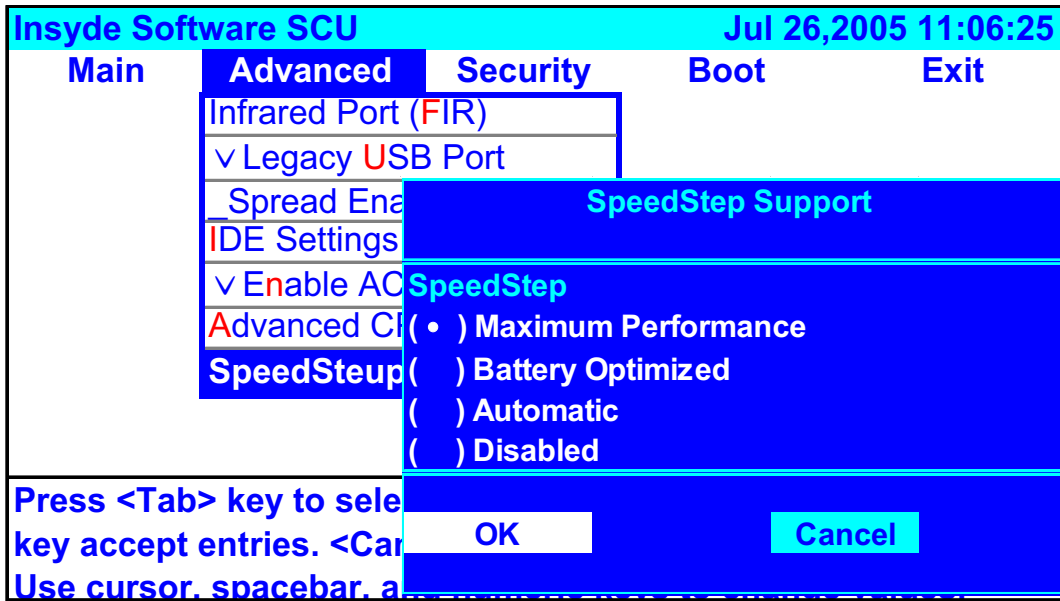 Insyde Software SCU Jul 26,2005 11:06:25
Main Advanced Security Boot Exit
Infrared Port (FIR)
∨ Legacy USB Port
_Spread Ena
IDE Settings
∨ Enable AC
Advanced CP
SpeedSteup
SpeedStep Support
SpeedStep
( • ) Maximum Performance
( ) Battery Optimized
( ) Automatic
( ) Disabled
OK Cancel
Press <Tab> key to sele
key accept entries. <Can
Use cursor, spacebar,